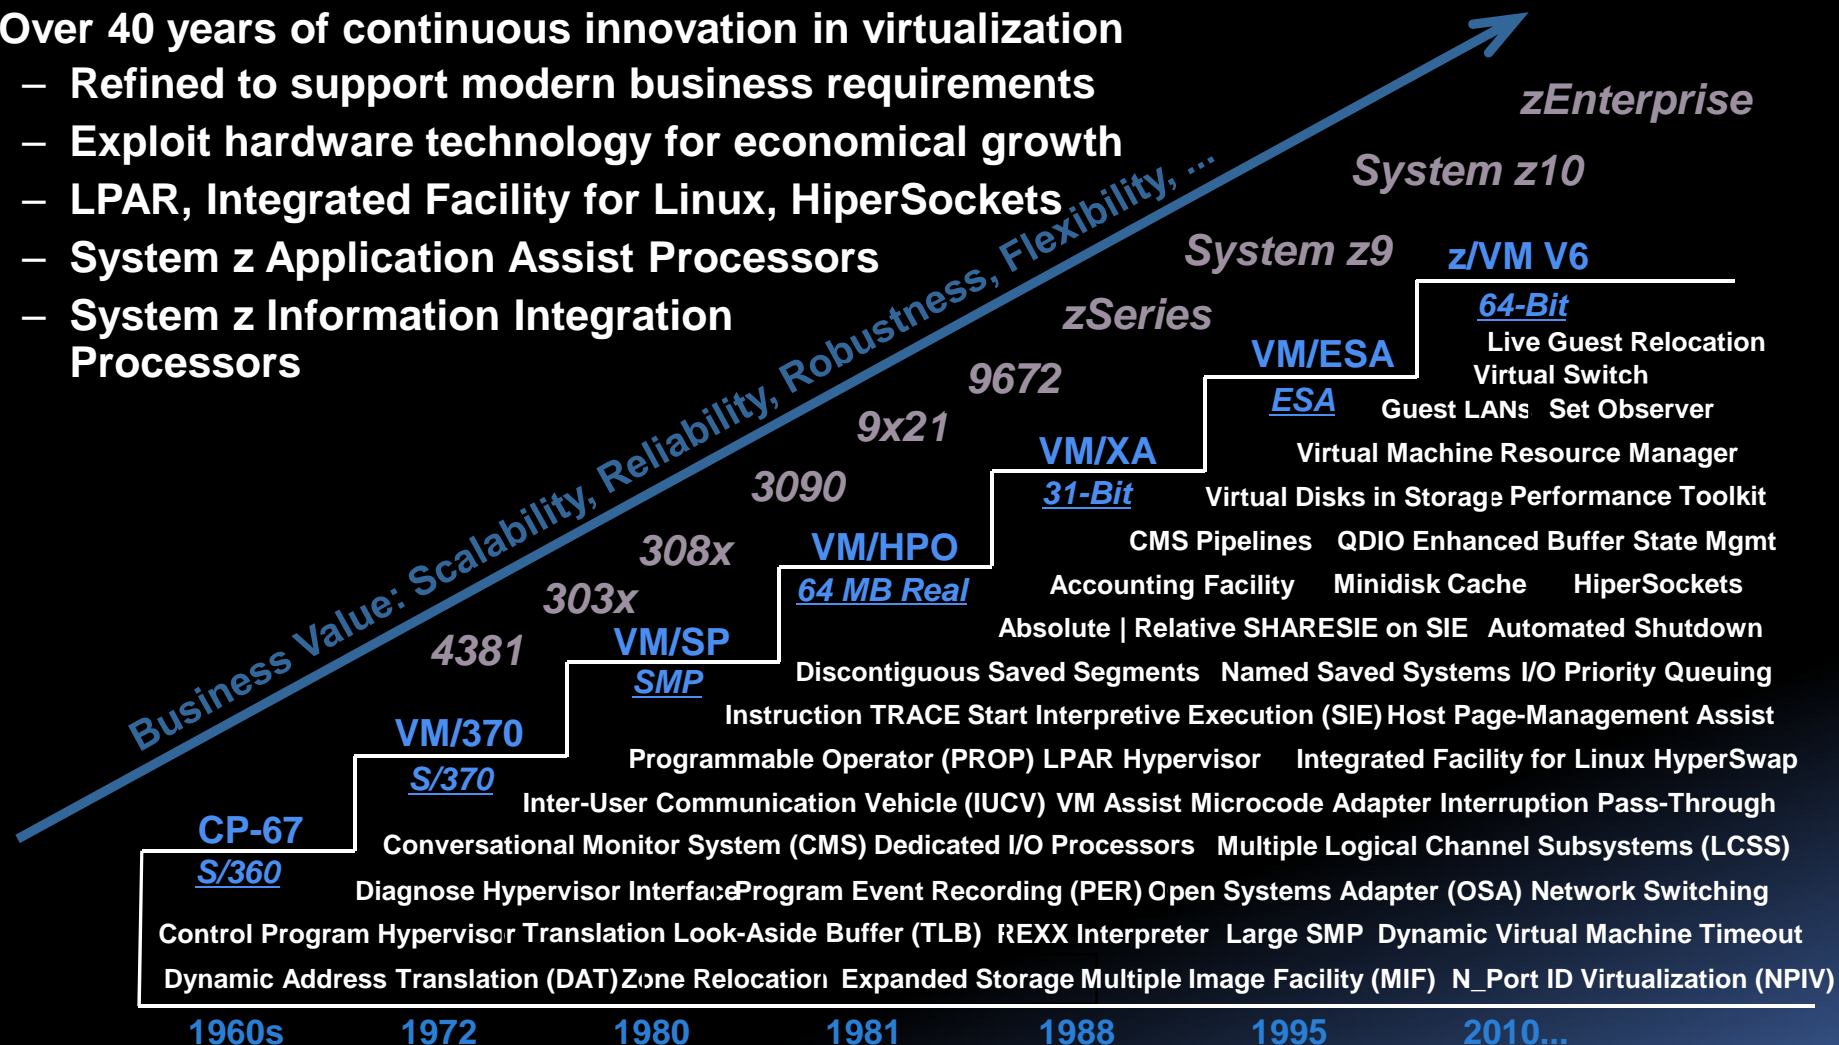 Over 40 years of continuous innovation in virtualization
– Refined to support modern business requirements
– Exploit hardware technology for economical growth
– LPAR, Integrated Facility for Linux, HiperSockets
– System z Application Assist Processors
– System z Information Integration
Processors
Business Value: Scalability, Reliability, Robustness, Flexibility, ...
zEnterprise
System z10
System z9
zSeries
9672
9x21
3090
308x
303x
4381
z/VM V6
64-Bit
VM/ESA
ESA
VM/XA
31-Bit
VM/HPO
64 MB Real
VM/SP
SMP
VM/370
S/370
CP-67
S/360
Live Guest Relocation
Virtual Switch
Guest LANs Set Observer
Virtual Machine Resource Manager
Virtual Disks in Storage Performance Toolkit
CMS Pipelines QDIO Enhanced Buffer State Mgmt
Accounting Facility Minidisk Cache HiperSockets
Absolute | Relative SHARE SIE on SIE Automated Shutdown
Discontiguous Saved Segments Named Saved Systems I/O Priority Queuing
Instruction TRACE Start Interpretive Execution (SIE) Host Page-Management Assist
Programmable Operator (PROP) LPAR Hypervisor Integrated Facility for Linux HyperSwap
Inter-User Communication Vehicle (IUCV) VM Assist Microcode Adapter Interruption Pass-Through
Conversational Monitor System (CMS) Dedicated I/O Processors Multiple Logical Channel Subsystems (LCSS)
Diagnose Hypervisor Interface Program Event Recording (PER) Open Systems Adapter (OSA) Network Switching
Control Program Hypervisor Translation Look-Aside Buffer (TLB) REXX Interpreter Large SMP Dynamic Virtual Machine Timeout
Dynamic Address Translation (DAT) Zone Relocation Expanded Storage Multiple Image Facility (MIF) N_Port ID Virtualization (NPIV)
1960s 1972 1980 1981 1988 1995 2010...